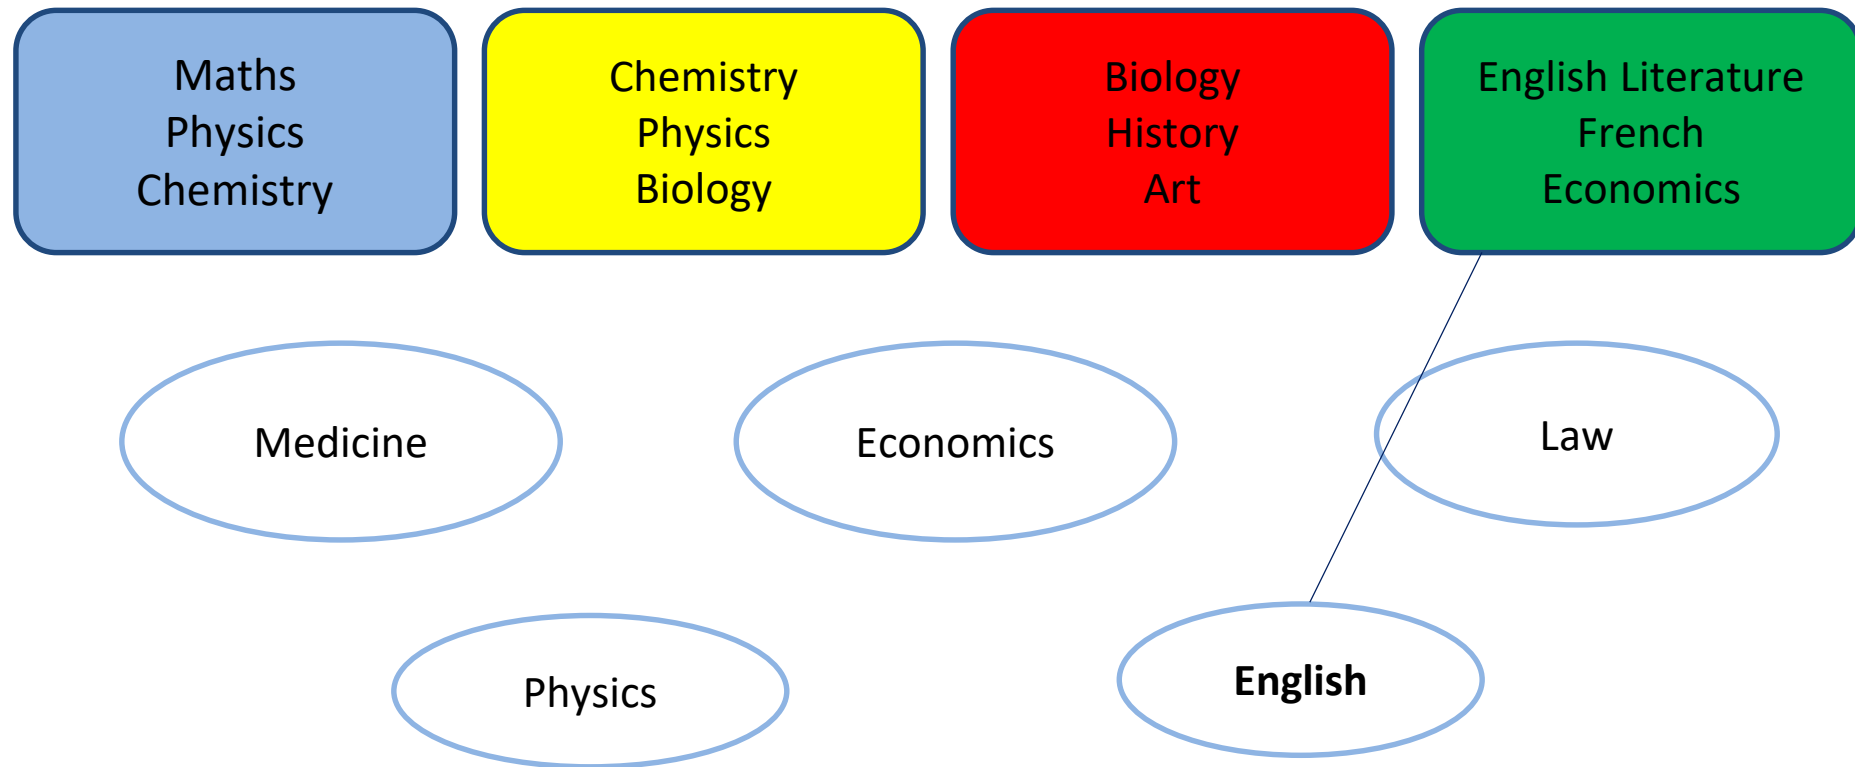 Maths
Physics
Chemistry
Chemistry
Physics
Biology
Biology
History
Art
English Literature
French
Economics
Medicine
Economics
Law
Physics
English